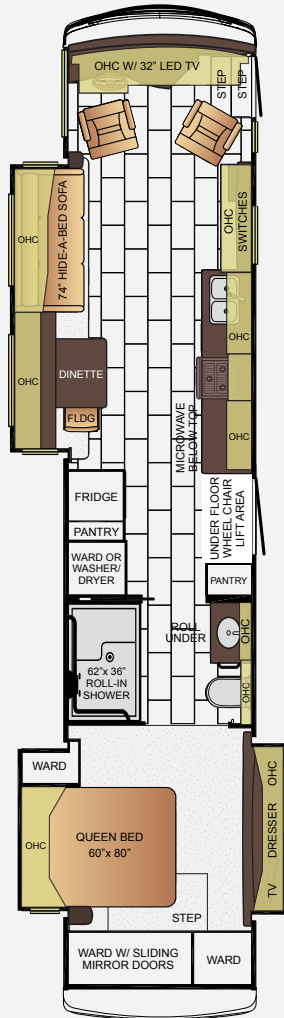 OHC W/ 32" LED TV
STEP
STEP
OHC
74" HIDE-A-BED SOFA
OHC
SWITCHES
OHC
DINETTE
FLDG
OHC
MICROWAVE
BELOW TOP
OHC
FRIDGE
PANTRY
WARD OR
WASHER/
DRYER
UNDER FLOOR
WHEEL CHAIR
LIFT AREA
PANTRY
ROLL
UNDER
OHC
62"x 36"
ROLL-IN
SHOWER
OHC
WARD
OHC
QUEEN BED
60"x 80"
OHC
DRESSER
TV
STEP
WARD W/ SLIDING
MIRROR DOORS
WARD